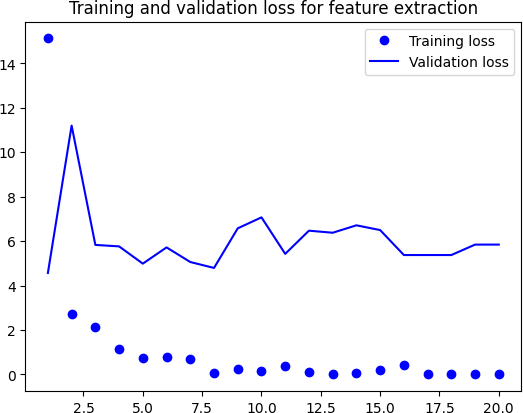 Training and validation loss for feature extraction
Training loss
Validation loss
14
12
10
8
6
4
2
0
2.5 5.0 7.5 10.0 12.5 15.0 17.5 20.0